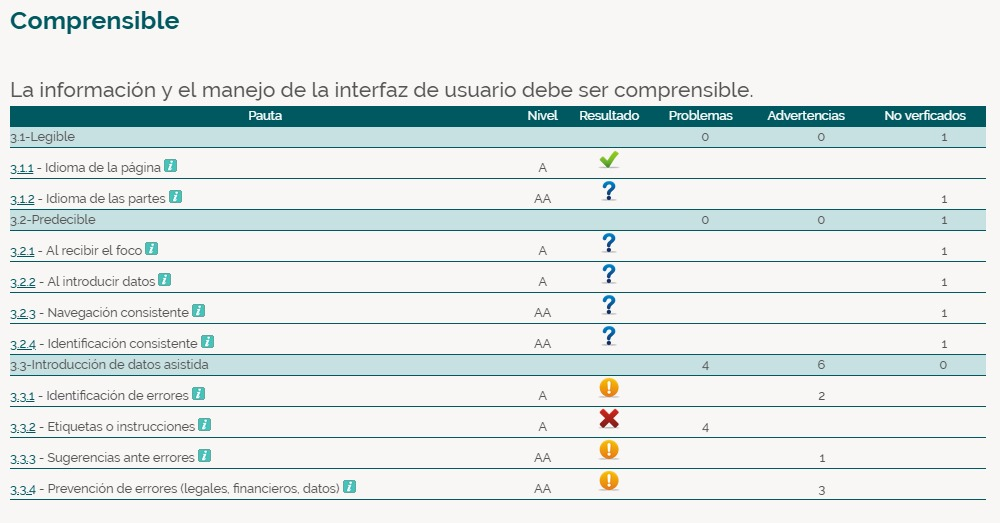 Comprensible
La información y el manejo de la interfaz de usuario debe ser comprensible.
Pauta Nivel Resultado Problemas Advertencias No verficados
3.1-Legible 0 0 1
3.1.1 - Idioma de la página i A
3.1.2 - Idioma de las partes i AA ? 1
3.2-Predecible 0 0 1
3.2.1 - Al recibir el foco i A ? 1
3.2.2 - Al introducir datos i A ? 1
3.2.3 - Navegación consistente i AA ? 1
3.2.4 - Identificación consistente i AA ? 1
3.3-Introducción de datos asistida 4 6 0
3.3.1 - Identificación de errores i A ! 2
3.3.2 - Etiquetas o instrucciones i A 4
3.3.3 - Sugerencias ante errores i AA ! 1
3.3.4 - Prevención de errores (legales, financieros, datos) i AA ! 3